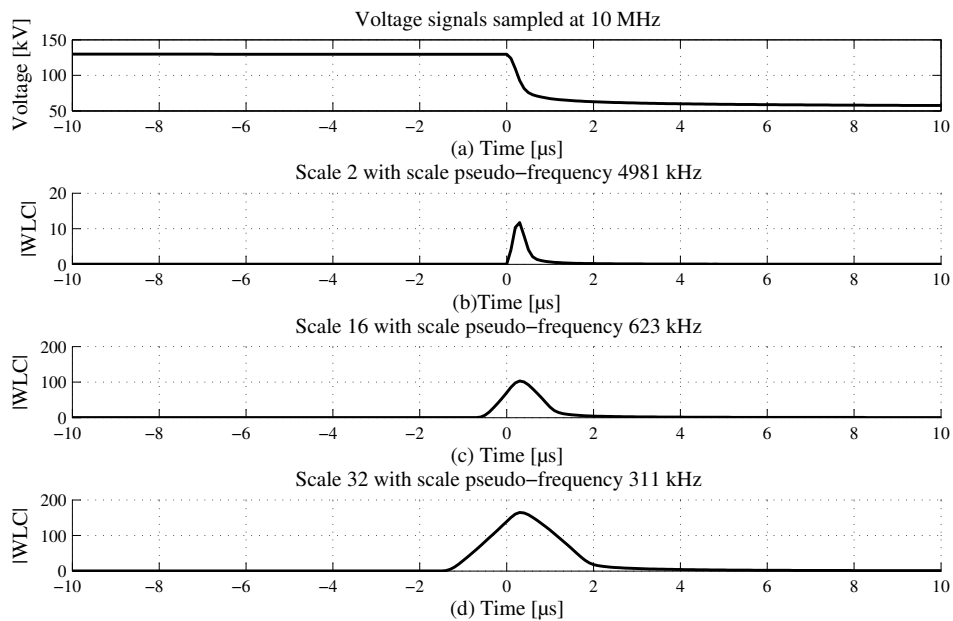 Voltage signals sampled at 10 MHz
Voltage [kV]
150
100
50
−10 −8 −6 −4 −2 0 2 4 6 8 10
(a) Time [µs]
Scale 2 with scale pseudo−frequency 4981 kHz
|WLC|
20
10
0
−10 −8 −6 −4 −2 0 2 4 6 8 10
(b)Time [µs]
Scale 16 with scale pseudo−frequency 623 kHz
|WLC|
200
100
0
−10 −8 −6 −4 −2 0 2 4 6 8 10
(c) Time [µs]
Scale 32 with scale pseudo−frequency 311 kHz
|WLC|
200
100
0
−10 −8 −6 −4 −2 0 2 4 6 8 10
(d) Time [µs]